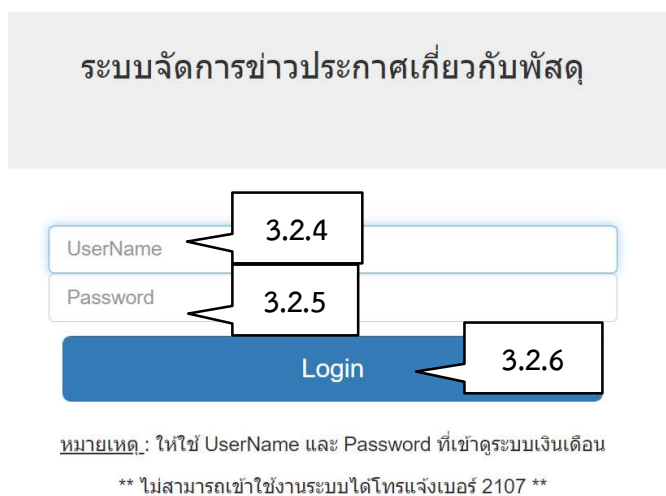 ระบบจัดการข่าวประกาศเกี่ยวกับพัสดุ
UserName
3.2.4
Password
3.2.5
Login
3.2.6
หมายเหตุ : ให้ใช้ UserName และ Password ที่เข้าดูระบบเงินเดือน
** ไม่สามารถเข้าใช้งานระบบได้โทรแจ้งเบอร์ 2107 **